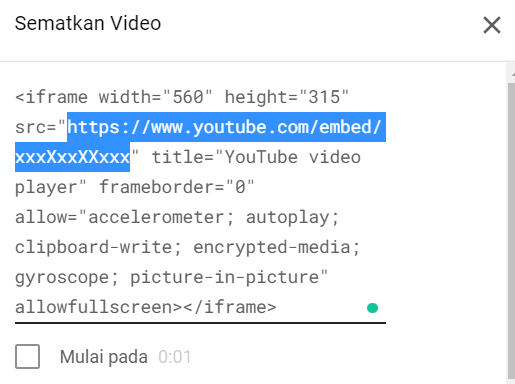 Sematkan Video
<iframe width="560" height="315"
src="https://www.youtube.com/embed/
xxxXxxXXxxx" title="YouTube video
player" frameborder="0"
allow="accelerometer; autoplay;
clipboard-write; encrypted-media;
gyroscope; picture-in-picture"
allowfullscreen></iframe>
Mulai pada 0:01